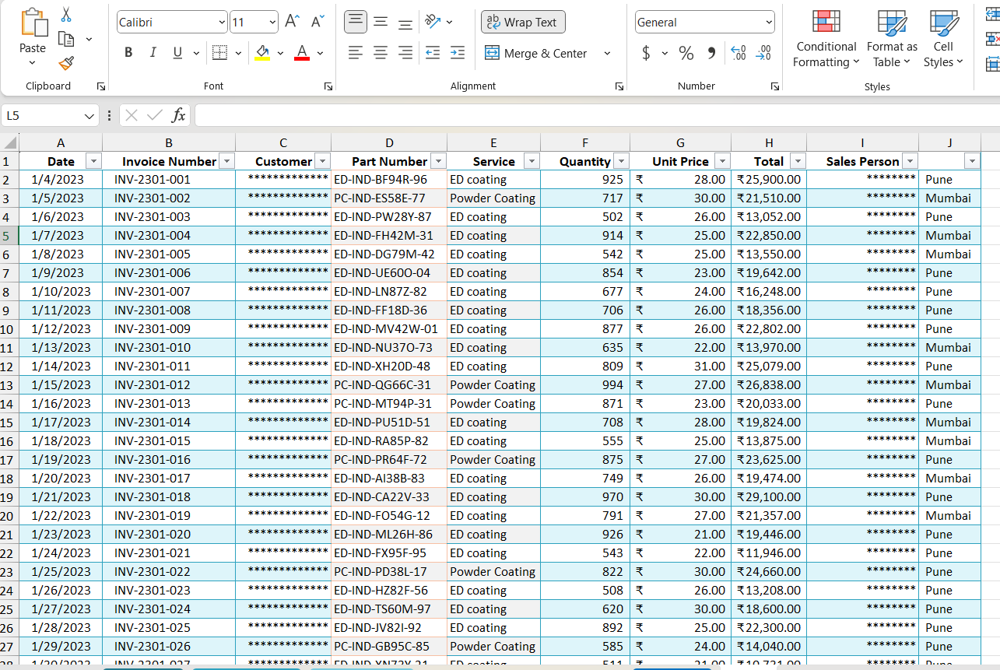 Paste
Calibri 11
ab Wrap Text
General
B I U A
Merge & Center
$ % ,
Conditional Formatting
Format as Table
Cell Styles
Clipboard Font Alignment Number Styles
L5 fx
A B C D E F G H I J
1 Date Invoice Number Customer Part Number Service Quantity Unit Price Total Sales Person
2 1/4/2023 INV-2301-001 ************* ED-IND-BF94R-96 ED coating 925 ₹ 28.00 ₹25,900.00 ******** Pune
3 1/5/2023 INV-2301-002 ************* PC-IND-ES58E-77 Powder Coating 717 ₹ 30.00 ₹21,510.00 ******** Mumbai
4 1/6/2023 INV-2301-003 ************* ED-IND-PW28Y-87 ED coating 502 ₹ 26.00 ₹13,052.00 ******** Pune
5 1/7/2023 INV-2301-004 ************* ED-IND-FH42M-31 ED coating 914 ₹ 25.00 ₹22,850.00 ******** Mumbai
6 1/8/2023 INV-2301-005 ************* ED-IND-DG79M-42 ED coating 542 ₹ 25.00 ₹13,550.00 ******** Mumbai
7 1/9/2023 INV-2301-006 ************* ED-IND-UE60O-04 ED coating 854 ₹ 23.00 ₹19,642.00 ******** Pune
8 1/10/2023 INV-2301-007 ************* ED-IND-LN87Z-82 ED coating 677 ₹ 24.00 ₹16,248.00 ******** Pune
9 1/11/2023 INV-2301-008 ************* ED-IND-FF18D-36 ED coating 706 ₹ 26.00 ₹18,356.00 ******** Pune
10 1/12/2023 INV-2301-009 ************* ED-IND-MV42W-01 ED coating 877 ₹ 26.00 ₹22,802.00 ******** Pune
11 1/13/2023 INV-2301-010 ************* ED-IND-NU37O-73 ED coating 635 ₹ 22.00 ₹13,970.00 ******** Mumbai
12 1/14/2023 INV-2301-011 ************* ED-IND-XH20D-48 ED coating 809 ₹ 31.00 ₹25,079.00 ******** Pune
13 1/15/2023 INV-2301-012 ************* PC-IND-QG66C-31 Powder Coating 994 ₹ 27.00 ₹26,838.00 ******** Mumbai
14 1/16/2023 INV-2301-013 ************* PC-IND-MT94P-31 Powder Coating 871 ₹ 23.00 ₹20,033.00 ******** Pune
15 1/17/2023 INV-2301-014 ************* ED-IND-PU51D-51 ED coating 708 ₹ 28.00 ₹19,824.00 ******** Mumbai
16 1/18/2023 INV-2301-015 ************* ED-IND-RA85P-82 ED coating 555 ₹ 25.00 ₹13,875.00 ******** Mumbai
17 1/19/2023 INV-2301-016 ************* PC-IND-PR64F-72 Powder Coating 875 ₹ 27.00 ₹23,625.00 ******** Pune
18 1/20/2023 INV-2301-017 ************* ED-IND-AI38B-83 ED coating 749 ₹ 26.00 ₹19,474.00 ******** Mumbai
19 1/21/2023 INV-2301-018 ************* ED-IND-CA22V-33 ED coating 970 ₹ 30.00 ₹29,100.00 ******** Pune
20 1/22/2023 INV-2301-019 ************* ED-IND-FO54G-12 ED coating 791 ₹ 27.00 ₹21,357.00 ******** Mumbai
21 1/23/2023 INV-2301-020 ************* ED-IND-ML26H-86 ED coating 926 ₹ 21.00 ₹19,446.00 ******** Pune
22 1/24/2023 INV-2301-021 ************* ED-IND-FX95F-95 ED coating 543 ₹ 22.00 ₹11,946.00 ******** Pune
23 1/25/2023 INV-2301-022 ************* PC-IND-PD38L-17 Powder Coating 822 ₹ 30.00 ₹24,660.00 ******** Pune
24 1/26/2023 INV-2301-023 ************* ED-IND-HZ82F-56 ED coating 508 ₹ 26.00 ₹13,208.00 ******** Pune
25 1/27/2023 INV-2301-024 ************* ED-IND-TS60M-97 ED coating 620 ₹ 30.00 ₹18,600.00 ******** Pune
26 1/28/2023 INV-2301-025 ************* ED-IND-JV82I-92 ED coating 892 ₹ 25.00 ₹22,300.00 ******** Pune
27 1/29/2023 INV-2301-026 ************* PC-IND-GB95C-85 Powder Coating 585 ₹ 24.00 ₹14,040.00 ******** Pune